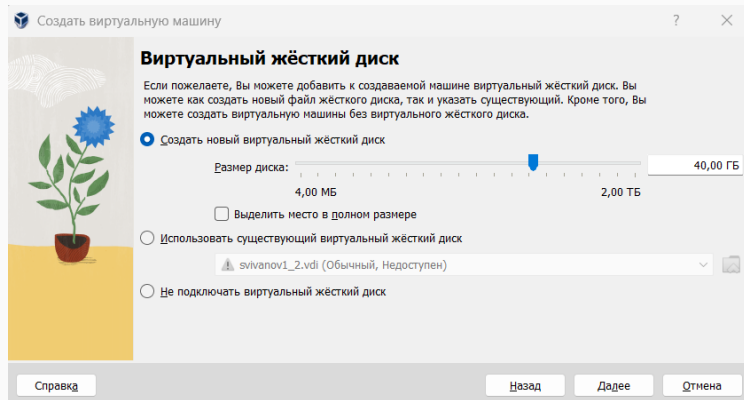 Создать виртуальную машину
Виртуальный жёсткий диск
Если пожелаете, Вы можете добавить к создаваемой машине виртуальный жёсткий диск. Вы
можете как создать новый файл жёсткого диска, так и указать существующий. Кроме того, Вы
можете создать виртуальную машины без виртуального жёсткого диска.
Создать новый виртуальный жёсткий диск
Размер диска:
40,00 ГБ
4,00 МБ
2,00 ТБ
Выделить место в полном размере
Использовать существующий виртуальный жёсткий диск
svivanov1_2.vdi (Обычный, Недоступен)
Не подключать виртуальный жёсткий диск
Справка
Назад
Далее
Отмена